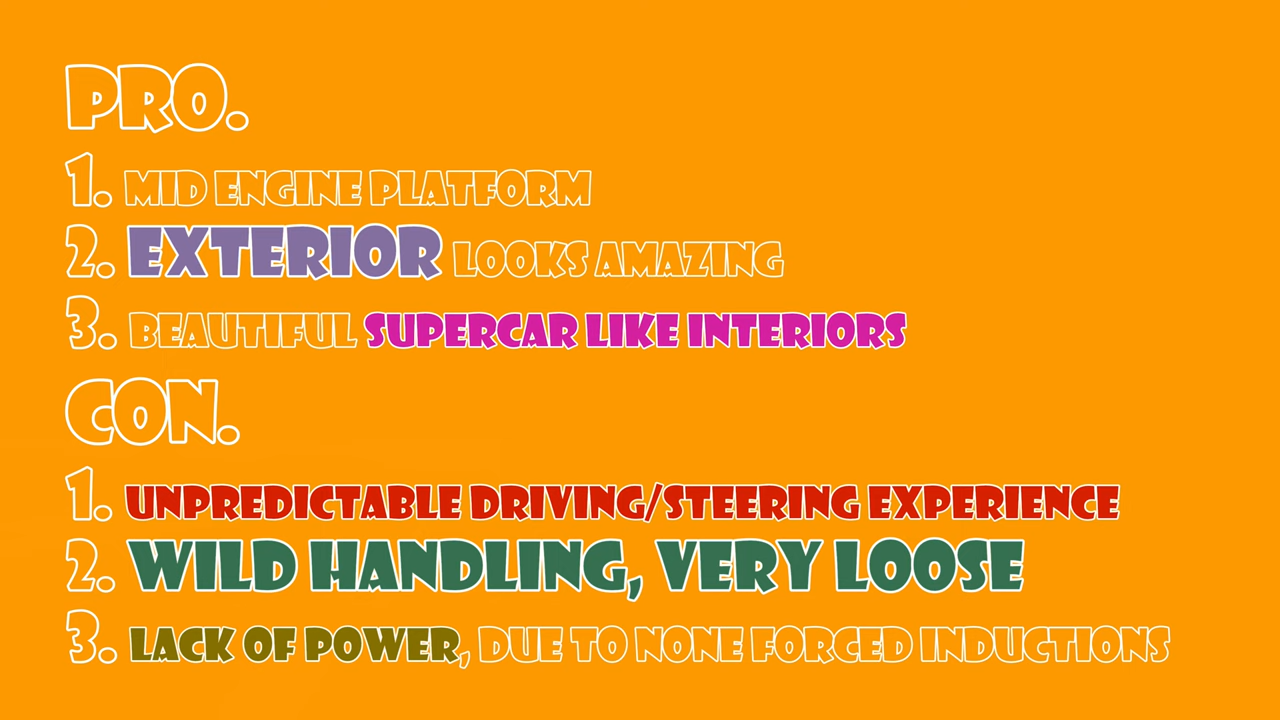 PRO.
1. MID ENGINE PLATFORM
2. EXTERIOR LOOKS AMAZING
3. BEAUTIFUL SUPERCAR LIKE INTERIORS
CON.
1. UNPREDICTABLE DRIVING/STEERING EXPERIENCE
2. WILD HANDLING, VERY LOOSE
3. LACK OF POWER, DUE TO NONE FORCED INDUCTIONS